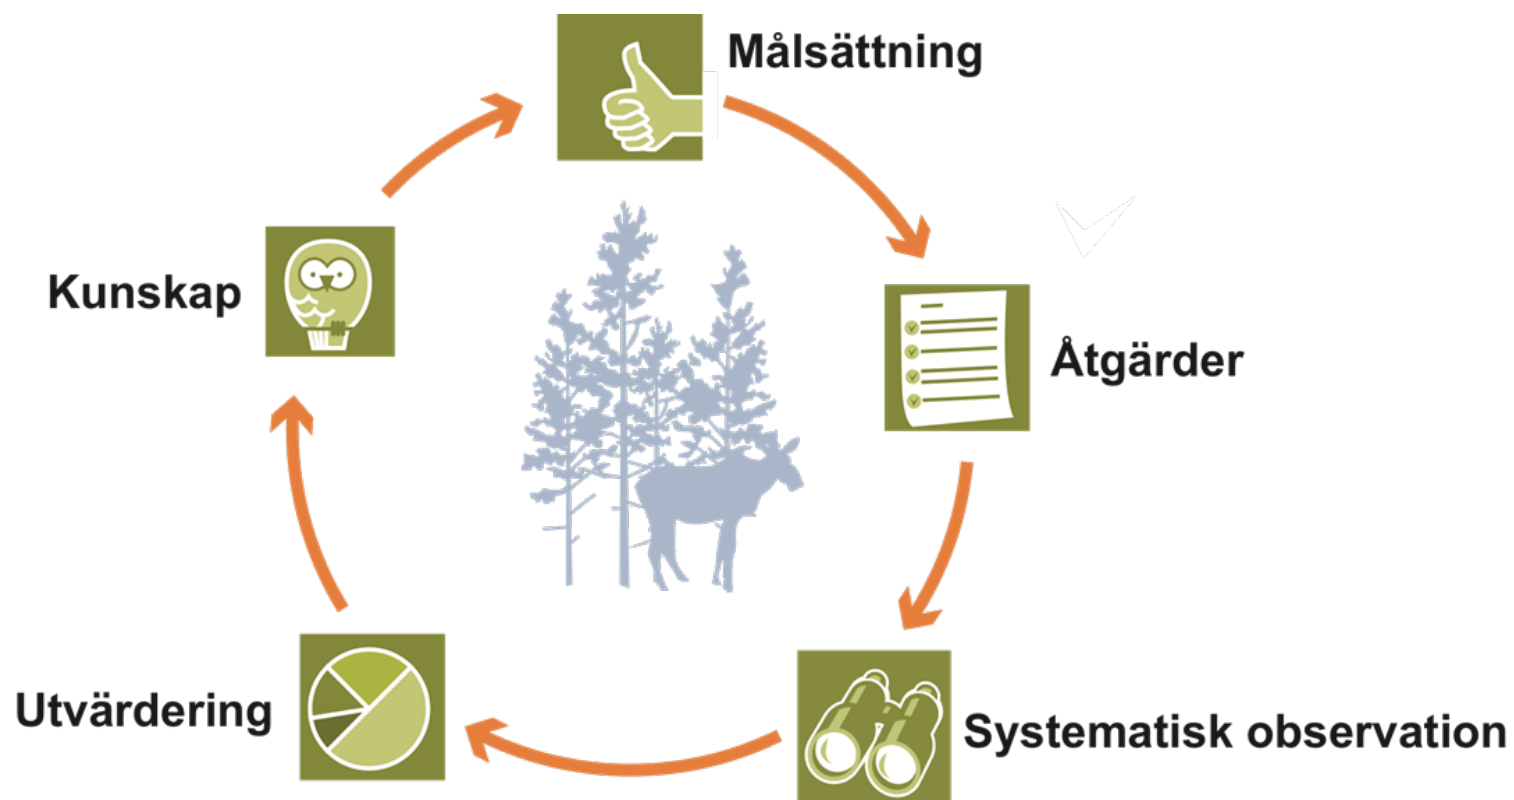 Målsättning
Åtgärder
Systematisk observation
Utvärdering
Kunskap